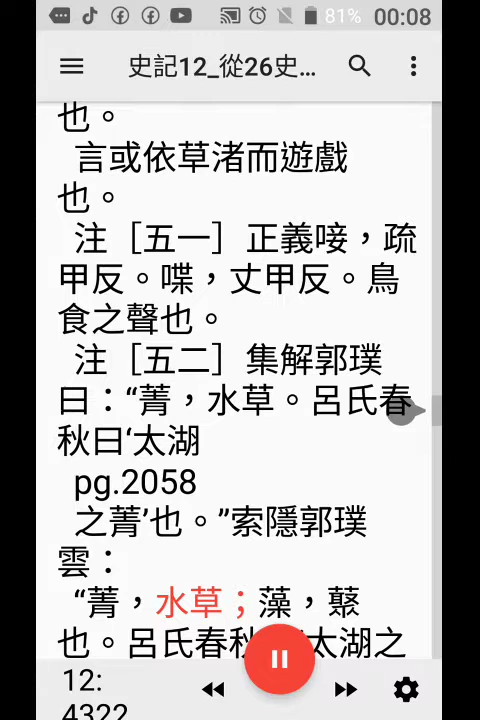 81% 00:08
史記12_從26史...
也。
言或依草渚而遊戲
也。
注［五一］正義唼，疏
甲反。喋，丈甲反。鳥
食之聲也。
注［五二］集解郭璞
曰：“菁，水草。呂氏春
秋曰‘太湖
pg.2058
之菁’也。”索隱郭璞
雲：
“菁，水草；藻，藂
也。呂氏春秋 太湖之
12:
4322